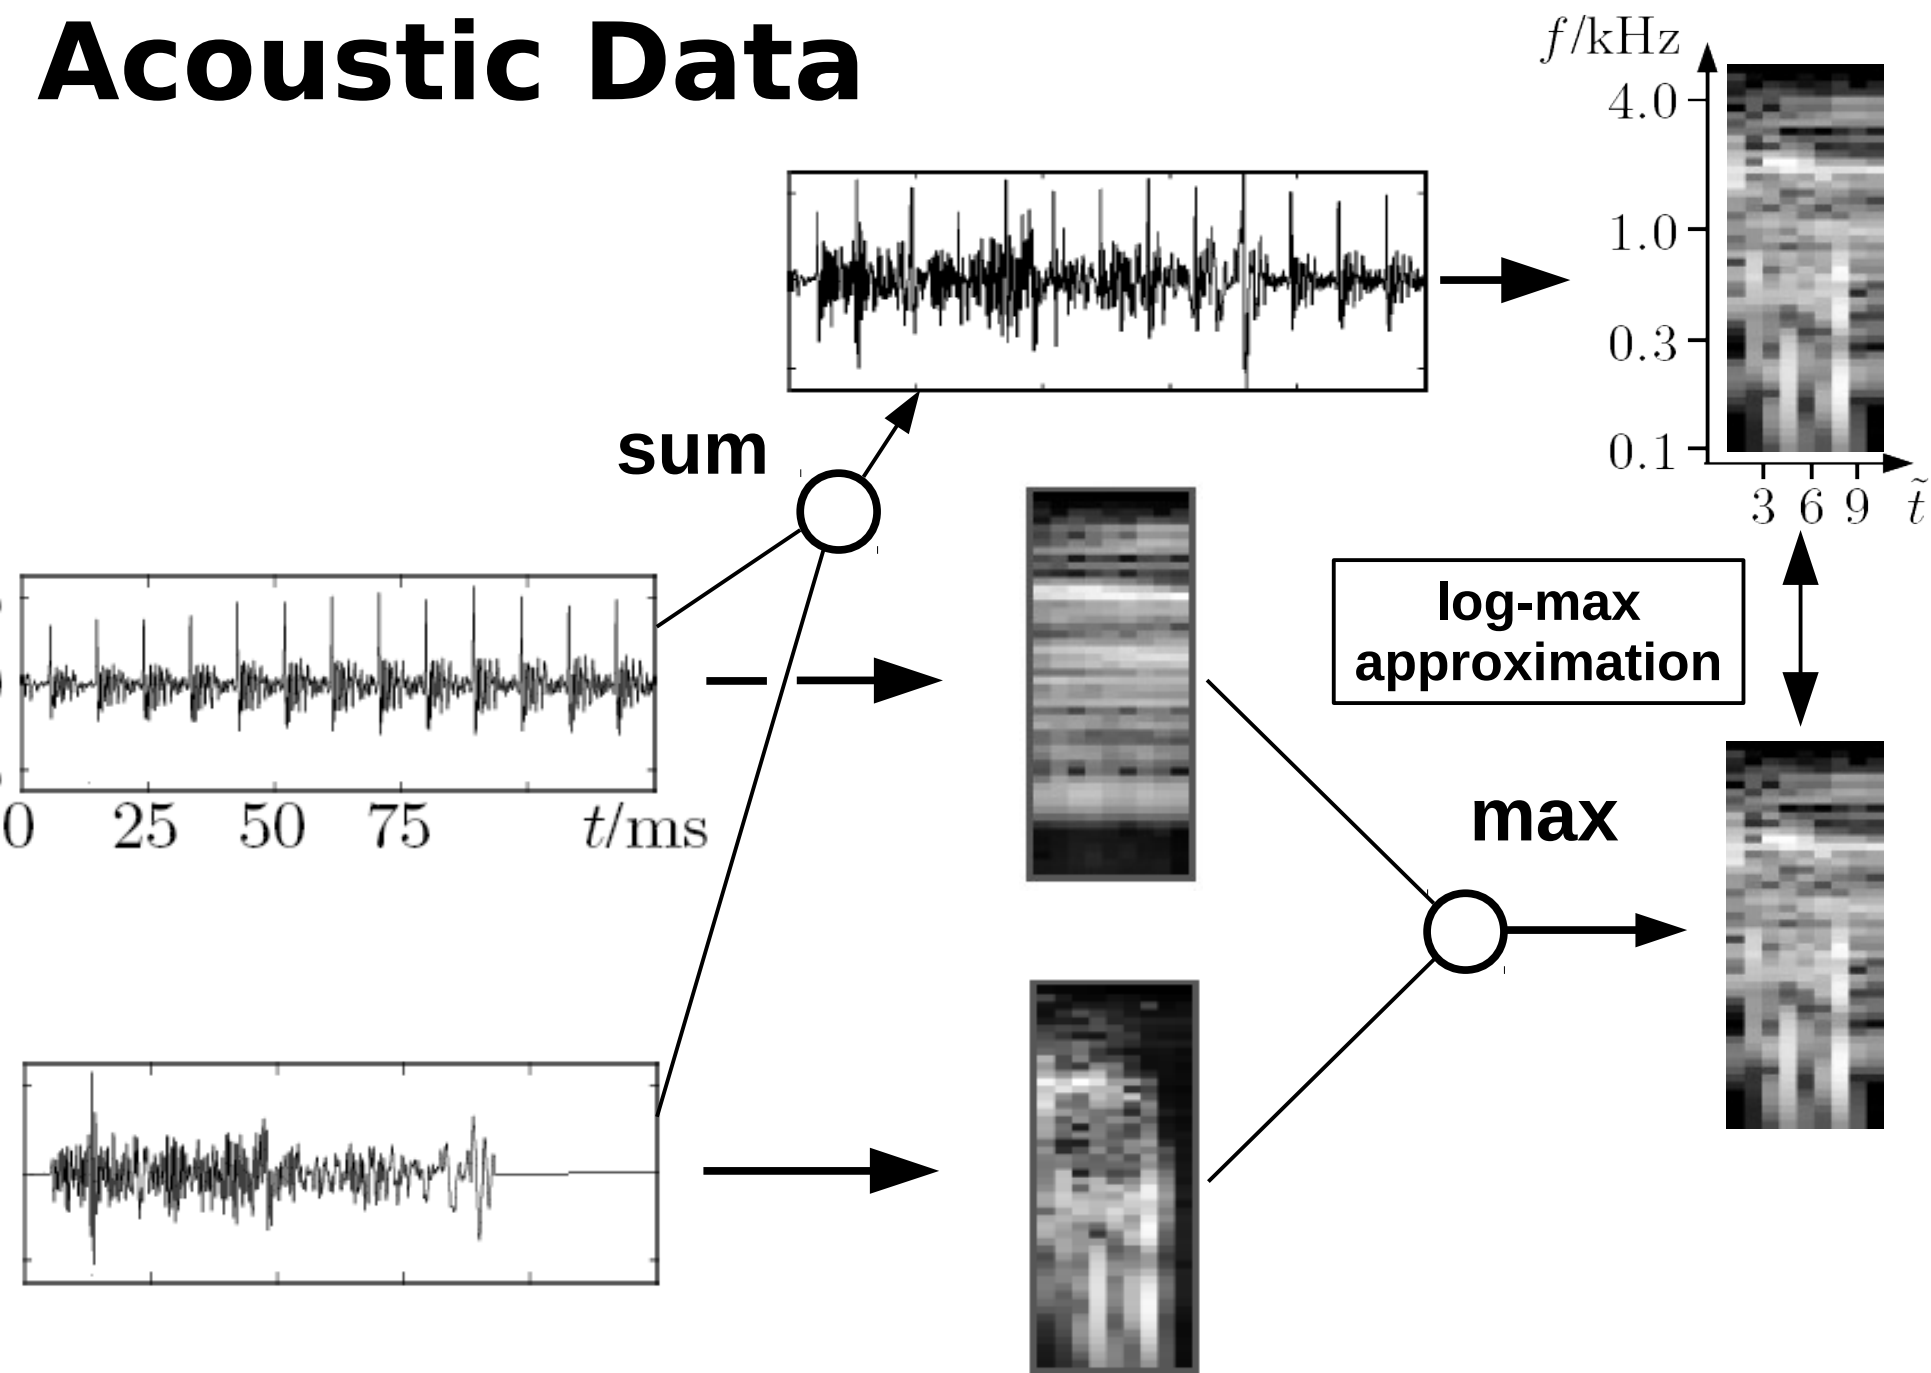 Acoustic Data
f/kHz
4.0
1.0
0.3
0.1
3 6 9 t̃
sum
log-max
approximation
0 25 50 75 t/ms
max